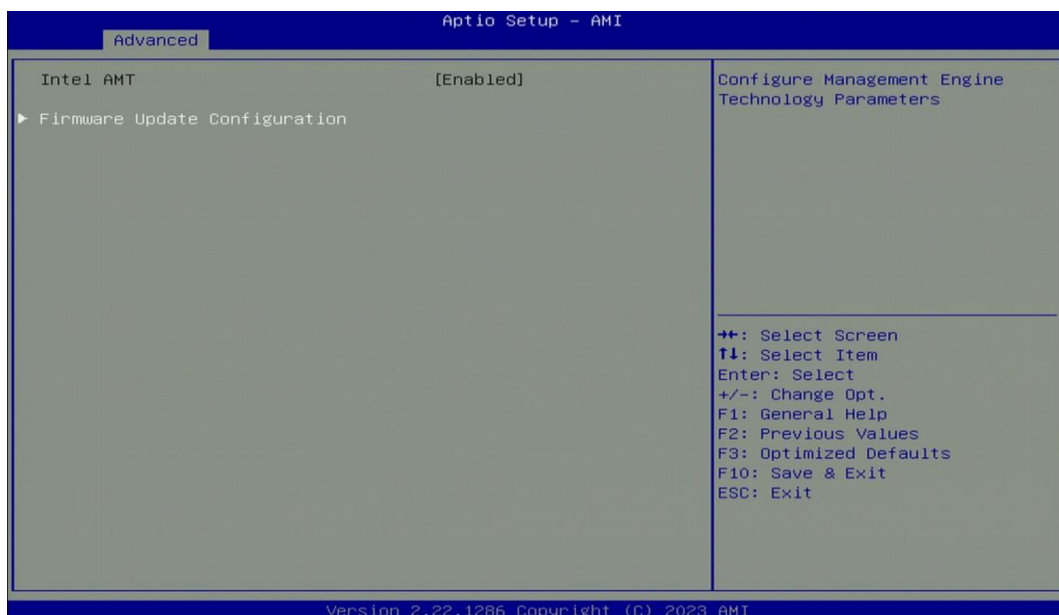 Aptio Setup – AMI
Advanced
Intel AMT [Enabled]
▶ Firmware Update Configuration
Configure Management Engine
Technology Parameters
→←: Select Screen
↑↓: Select Item
Enter: Select
+/-: Change Opt.
F1: General Help
F2: Previous Values
F3: Optimized Defaults
F10: Save & Exit
ESC: Exit
Version 2.22.1286 Copyright (C) 2023 AMI